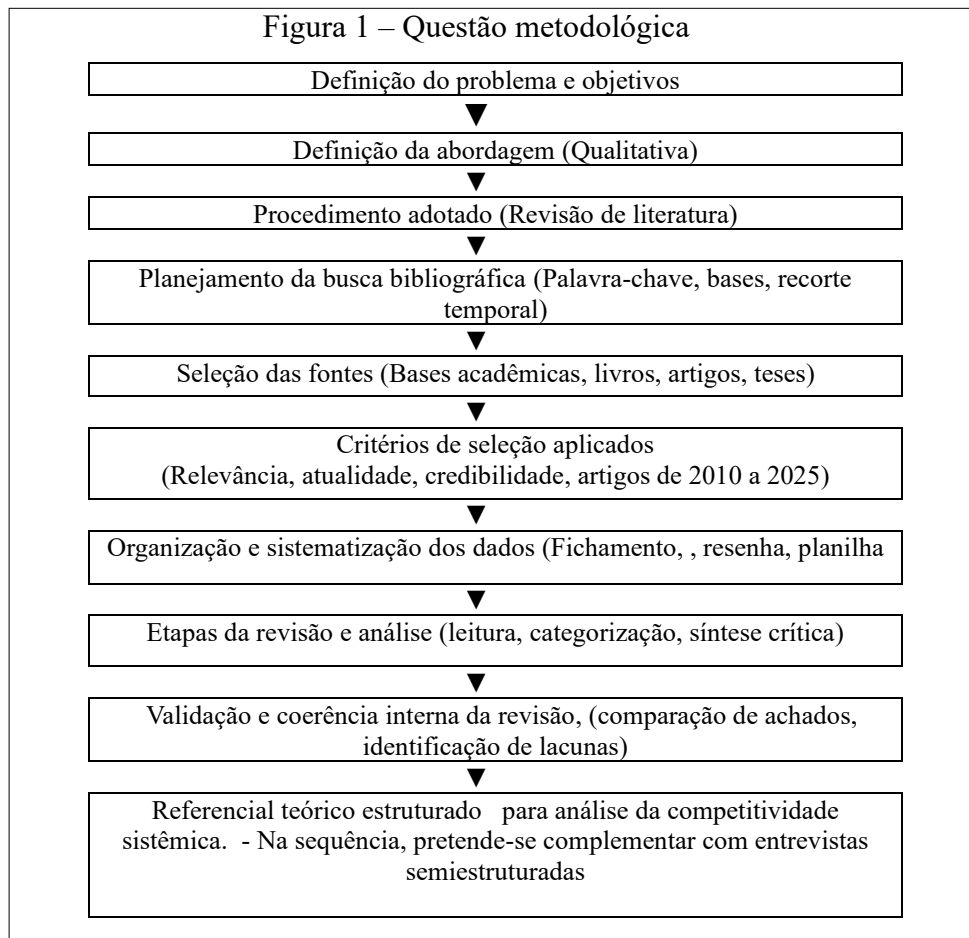 Figura 1 – Questão metodológica
Definição do problema e objetivos
Definição da abordagem (Qualitativa)
Procedimento adotado (Revisão de literatura)
Planejamento da busca bibliográfica (Palavra-chave, bases, recorte
temporal)
Seleção das fontes (Bases acadêmicas, livros, artigos, teses)
Critérios de seleção aplicados
(Relevância, atualidade, credibilidade, artigos de 2010 a 2025)
Organização e sistematização dos dados (Fichamento, , resenha, planilha
Etapas da revisão e análise (leitura, categorização, síntese crítica)
Validação e coerência interna da revisão, (comparação de achados,
identificação de lacunas)
Referencial teórico estruturado   para análise da competitividade
sistêmica.  - Na sequência, pretende-se complementar com entrevistas
semiestruturadas